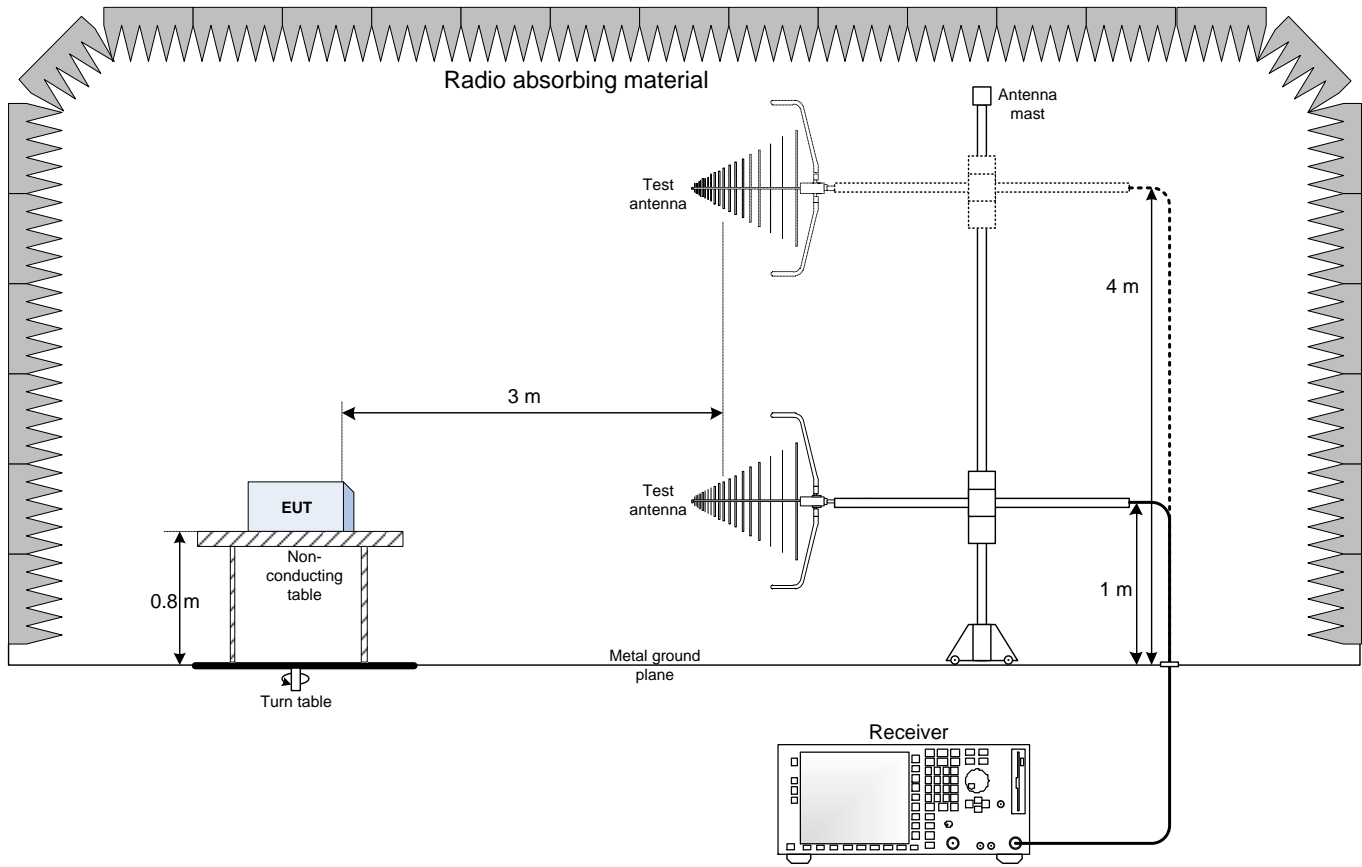 Radio absorbing material
Antenna
mast
Test
antenna
4 m
3 m
Test
antenna
EUT
Non-
conducting
table
0.8 m
1 m
Metal ground
plane
Turn table
Receiver